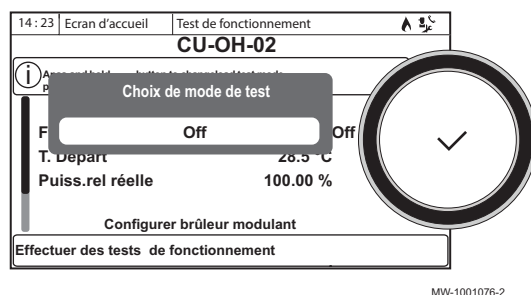 14:23 Ecran d'accueil Test de fonctionnement
CU-OH-02
Choix de mode de test
Off
F Off
T. Départ 28.5 °C
Puiss.rel réelle 100.00 %
Configurer brûleur modulant
Effectuer des tests de fonctionnement
MW-1001076-2